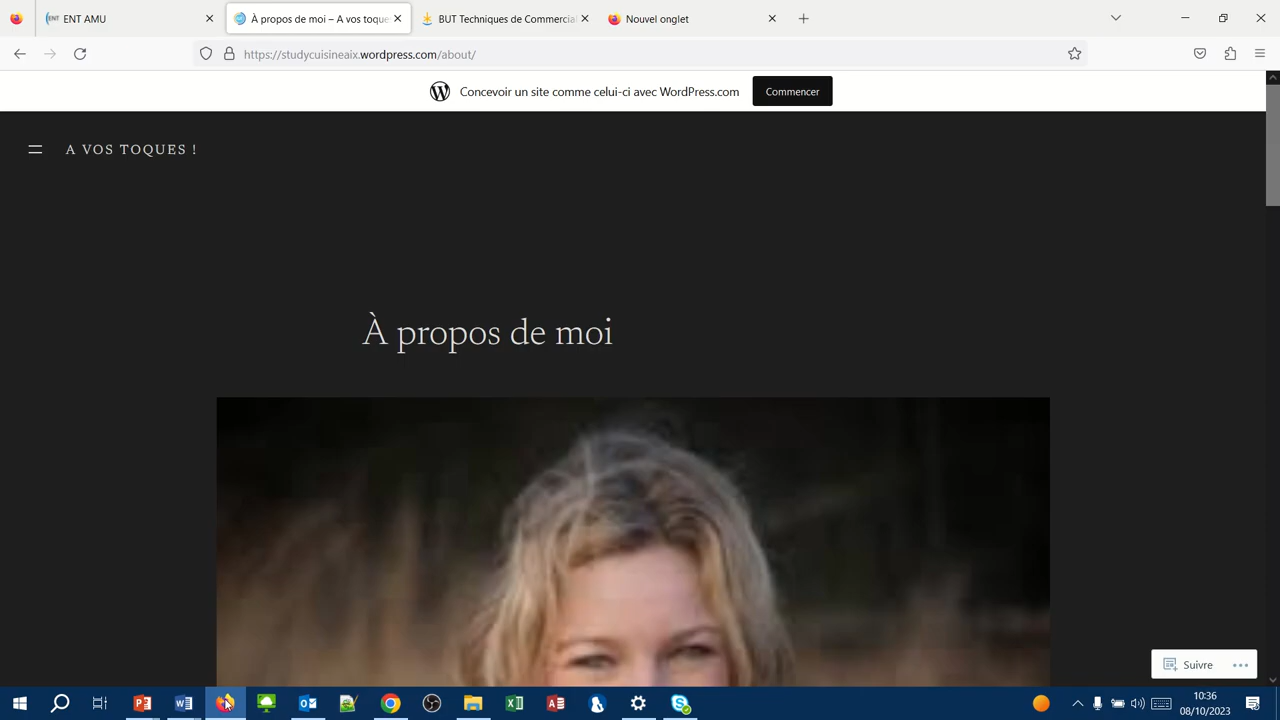 ENT AMU
À propos de moi – A vos toque
BUT Techniques de Commercia
Nouvel onglet
https://studycuisineaix.wordpress.com/about/
Concevoir un site comme celui-ci avec WordPress.com
Commencer
A VOS TOQUES !
À propos de moi
Suivre
10:36
08/10/2023